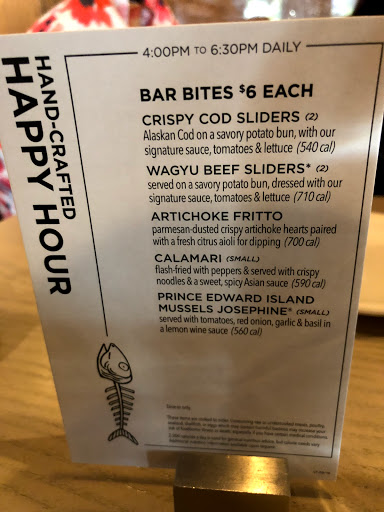 HAND-CRAFTED
HAPPY HOUR
4:00PM TO 6:30PM DAILY
BAR BITES $6 EACH
CRISPY COD SLIDERS (2)
Alaskan Cod on a savory potato bun, with our
signature sauce, tomatoes & lettuce (540 cal)
WAGYU BEEF SLIDERS* (2)
served on a savory potato bun, dressed with our
signature sauce, tomatoes & lettuce (710 cal)
ARTICHOKE FRITTO
parmesan-dusted crispy artichoke hearts paired
with a fresh citrus aioli for dipping (700 cal)
CALAMARI (SMALL)
flash-fried with peppers & served with crispy
noodles & a sweet, spicy Asian sauce (590 cal)
PRINCE EDWARD ISLAND
MUSSELS JOSEPHINE* (SMALL)
served with tomatoes, red onion, garlic & basil in
a lemon wine sauce (560 cal)